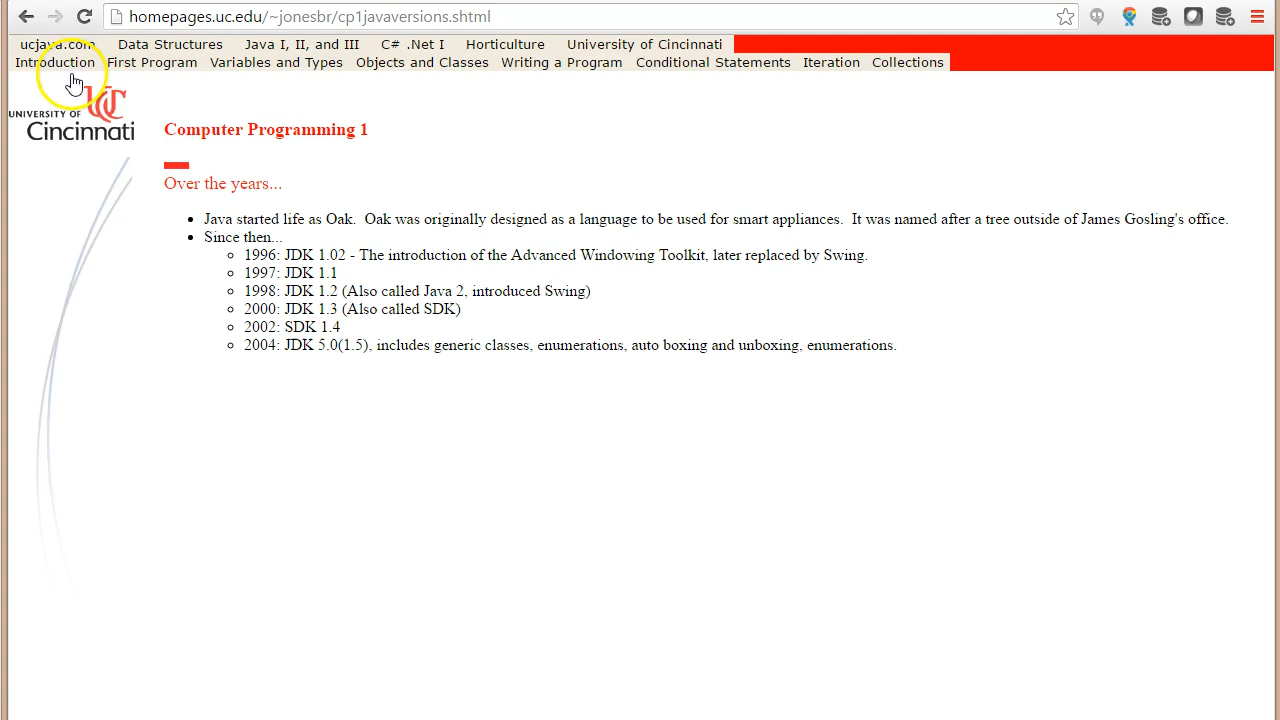 homepages.uc.edu/~jonesbr/cp1javaversions.shtml
ucjava.com Data Structures Java I, II, and III C# .Net I Horticulture University of Cincinnati
Introduction First Program Variables and Types Objects and Classes Writing a Program Conditional Statements Iteration Collections
UC
UNIVERSITY OF
Cincinnati
Computer Programming 1
Over the years...
Java started life as Oak.  Oak was originally designed as a language to be used for smart appliances.  It was named after a tree outside of James Gosling's office.
Since then...
1996: JDK 1.02 - The introduction of the Advanced Windowing Toolkit, later replaced by Swing.
1997: JDK 1.1
1998: JDK 1.2 (Also called Java 2, introduced Swing)
2000: JDK 1.3 (Also called SDK)
2002: SDK 1.4
2004: JDK 5.0(1.5), includes generic classes, enumerations, auto boxing and unboxing, enumerations.